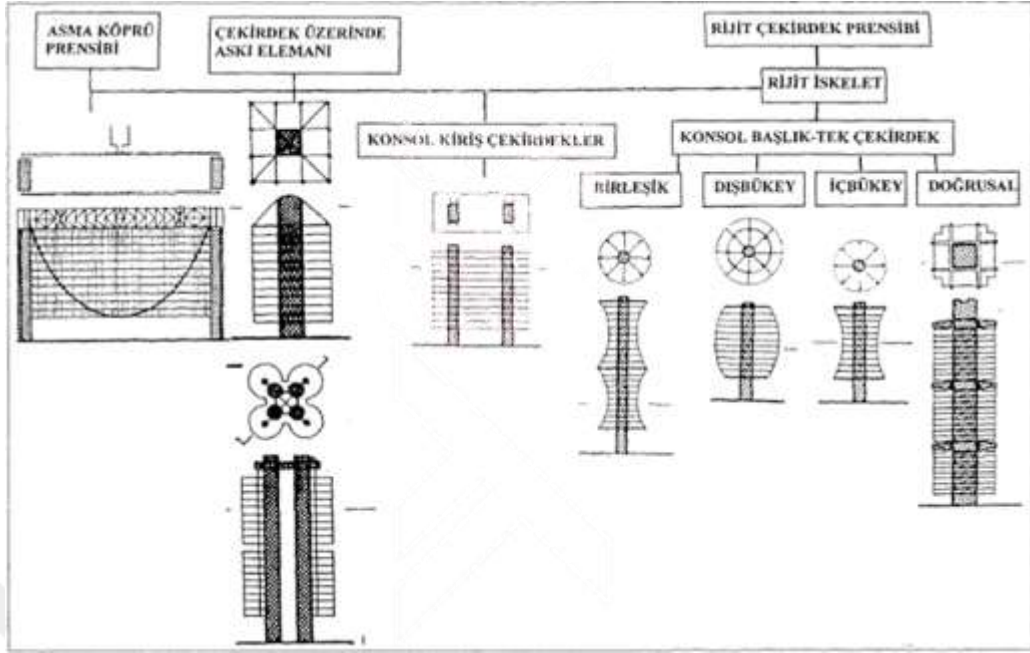 ASMA KÖPRÜ
PRENSİBİ
ÇEKİRDEK ÜZERİNDE
ASKI ELEMANI
RİJİT ÇEKİRDEK PRENSİBİ
RİJİT İSKELET
KONSOL KİRİŞ ÇEKİRDEKLER
KONSOL BAŞLIK-TEK ÇEKİRDEK
BİRLEŞİK
DIŞBÜKEY
İÇBÜKEY
DOĞRUSAL